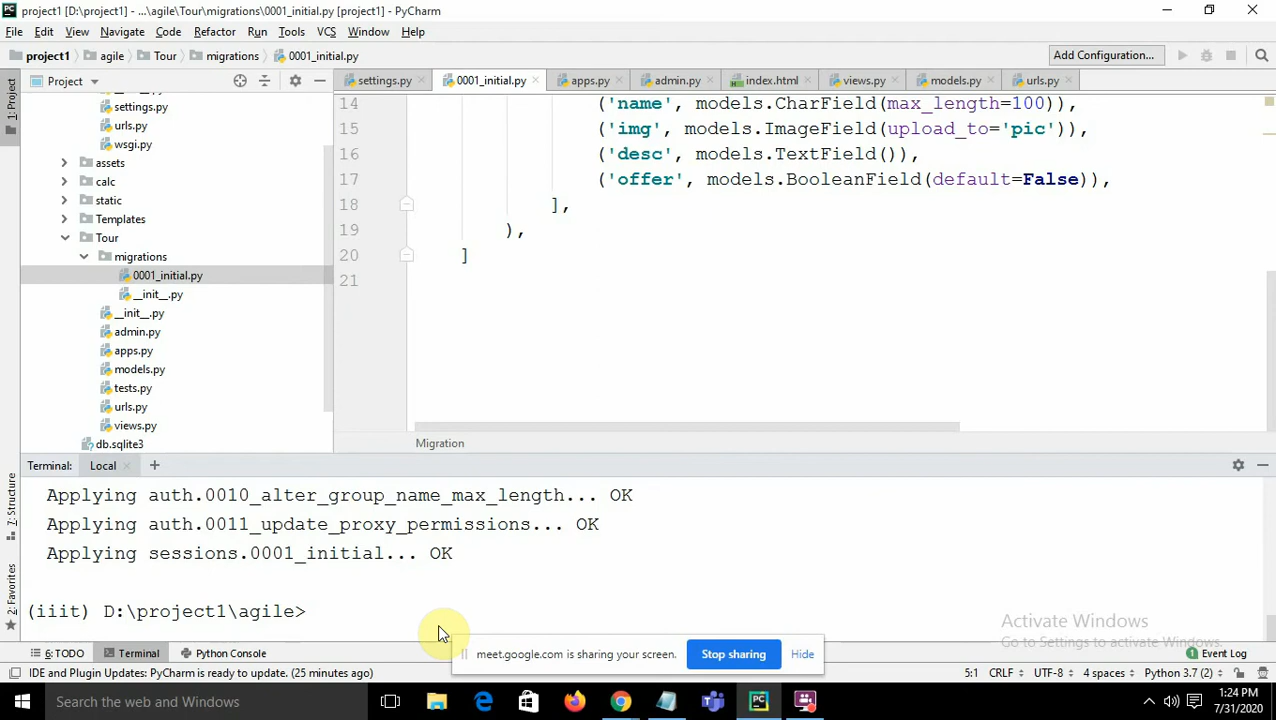 project1 [D:\project1] - ...\agile\Tour\migrations\0001_initial.py [project1] - PyCharm
File Edit View Navigate Code Refactor Run Tools VCS Window Help
project1 agile Tour migrations 0001_initial.py Add Configuration...
1: Project
Project
settings.py 0001_initial.py apps.py admin.py index.html views.py models.py urls.py
settings.py
urls.py
wsgi.py
assets
calc
static
Templates
Tour
migrations
0001_initial.py
__init__.py
__init__.py
admin.py
apps.py
models.py
tests.py
urls.py
views.py
db.sqlite3
14 ('name', models.CharField(max_length=100)),
15 ('img', models.ImageField(upload_to='pic')),
16 ('desc', models.TextField()),
17 ('offer', models.BooleanField(default=False)),
18 ],
19 ),
20 ]
21
Migration
Terminal: Local +
7: Structure
2: Favorites
Applying auth.0010_alter_group_name_max_length... OK
Applying auth.0011_update_proxy_permissions... OK
Applying sessions.0001_initial... OK
(iiit) D:\project1\agile>
Activate Windows
Go to Settings to activate Windows.
meet.google.com is sharing your screen. Stop sharing Hide
6: TODO Terminal Python Console 1 Event Log
IDE and Plugin Updates: PyCharm is ready to update. (25 minutes) 5:1 CRLF UTF-8 4 spaces Python 3.7 (2)
Search the web and Windows
1:24 PM
7/31/2020